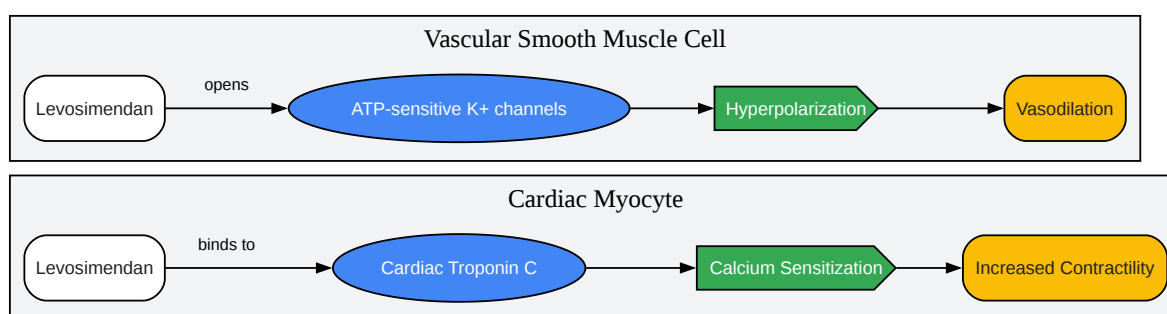 Vascular Smooth Muscle Cell
Levosimendan
opens
ATP-sensitive K+ channels
Hyperpolarization
Vasodilation
Cardiac Myocyte
Levosimendan
binds to
Cardiac Troponin C
Calcium Sensitization
Increased Contractility